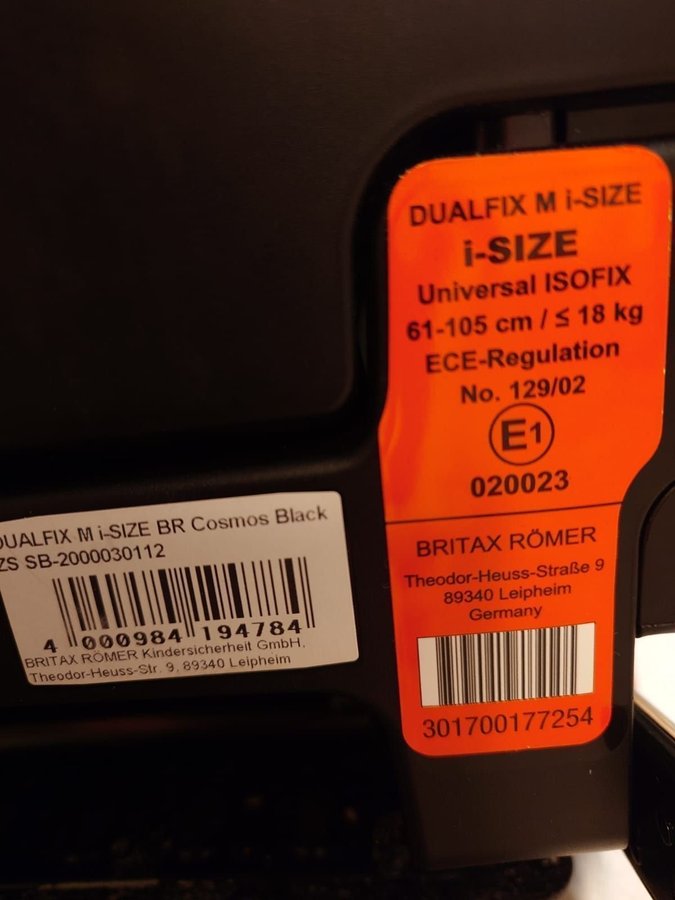 DUALFIX M i-SIZE
i-SIZE
Universal ISOFIX
61-105 cm / ≤ 18 kg
ECE-Regulation
No. 129/02
E1
020023
BRITAX RÖMER
Theodor-Heuss-Straße 9
89340 Leipheim
Germany
301700177254
DUALFIX M i-SIZE BR Cosmos Black
ZS SB-2000030112
4 000984 194784
BRITAX RÖMER Kindersicherheit GmbH,
Theodor-Heuss-Str. 9, 89340 Leipheim